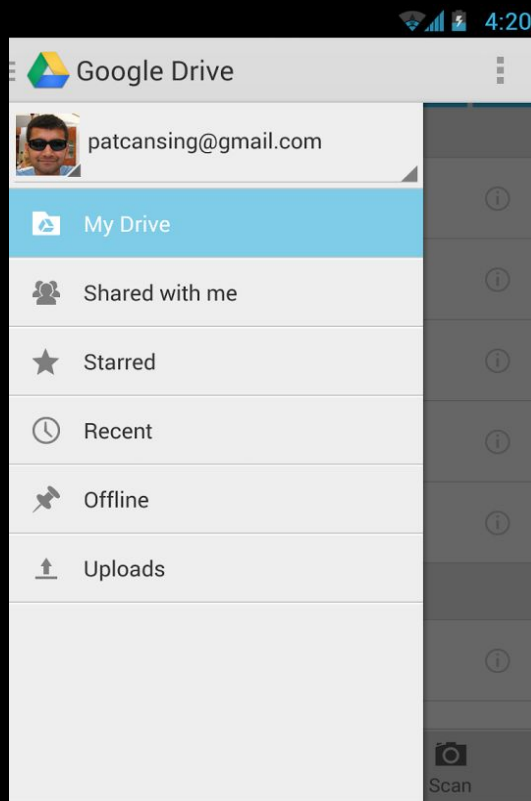 4:20
Google Drive
patcansing@gmail.com
My Drive
Shared with me
Starred
Recent
Offline
Uploads
Scan